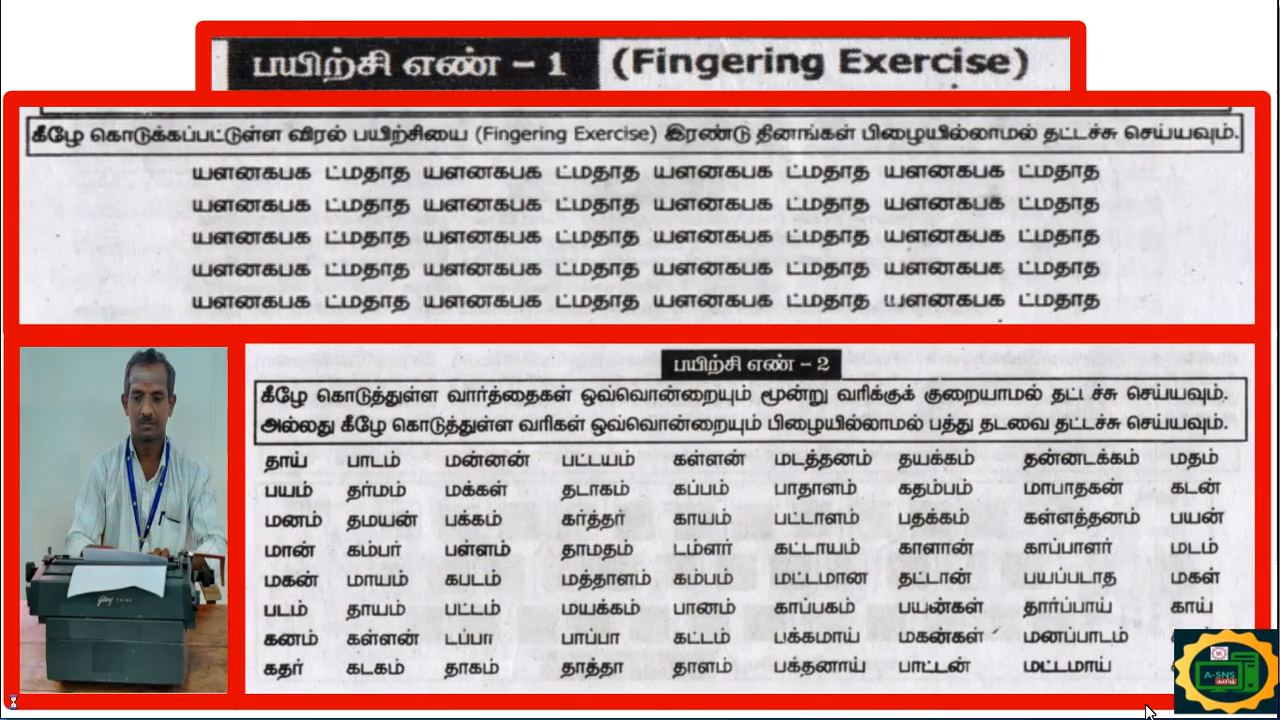 பயிற்சி எண் – 1 (Fingering Exercise)
கீழே கொடுக்கப்பட்டுள்ள விரல் பயிற்சியை (Fingering Exercise) இரண்டு தினங்கள் பிழையில்லாமல் தட்டச்சு செய்யவும்.
யளனகபக ட்மதாத யளனகபக ட்மதாத யளனகபக ட்மதாத யளனகபக ட்மதாத
யளனகபக ட்மதாத யளனகபக ட்மதாத யளனகபக ட்மதாத யளனகபக ட்மதாத
யளனகபக ட்மதாத யளனகபக ட்மதாத யளனகபக ட்மதாத யளனகபக ட்மதாத
யளனகபக ட்மதாத யளனகபக ட்மதாத யளனகபக ட்மதாத யளனகபக ட்மதாத
யளனகபக ட்மதாத யளனகபக ட்மதாத யளனகபக ட்மதாத யளனகபக ட்மதாத
பயிற்சி எண் – 2
கீழே கொடுத்துள்ள வார்த்தைகள் ஒவ்வொன்றையும் மூன்று வரிக்குக் குறையாமல் தட்டச்சு செய்யவும்.
அல்லது கீழே கொடுத்துள்ள வரிகள் ஒவ்வொன்றையும் பிழையில்லாமல் பத்து தடவை தட்டச்சு செய்யவும்.
தாய் பாடம் மன்னன் பட்டயம் கள்ளன் மடத்தனம் தயக்கம் தன்னடக்கம் மதம்
பயம் தர்மம் மக்கள் தடாகம் கப்பம் பாதாளம் கதம்பம் மாபாதகன் கடன்
மனம் தமயன் பக்கம் கர்த்தர் காயம் பட்டாளம் பதக்கம் கள்ளத்தனம் பயன்
மான் கம்பர் பள்ளம் தாமதம் டம்ளர் கட்டாயம் காளான் காப்பாளர் மடம்
மகன் மாயம் கபடம் மத்தாளம் கம்பம் மட்டமான தட்டான் பயப்படாத மகள்
படம் தாயம் பட்டம் மயக்கம் பானம் காப்பகம் பயன்கள் தார்ப்பாய் காய்
கனம் கள்ளன் டப்பா பாப்பா கட்டம் பக்கமாய் மகன்கள் மனப்பாடம்
கதர் கடகம் தாகம் தாத்தா தாளம் பக்தனாய் பாட்டன் மட்டமாய்
Godrej PRIMA
A-SNS
தமிழ்